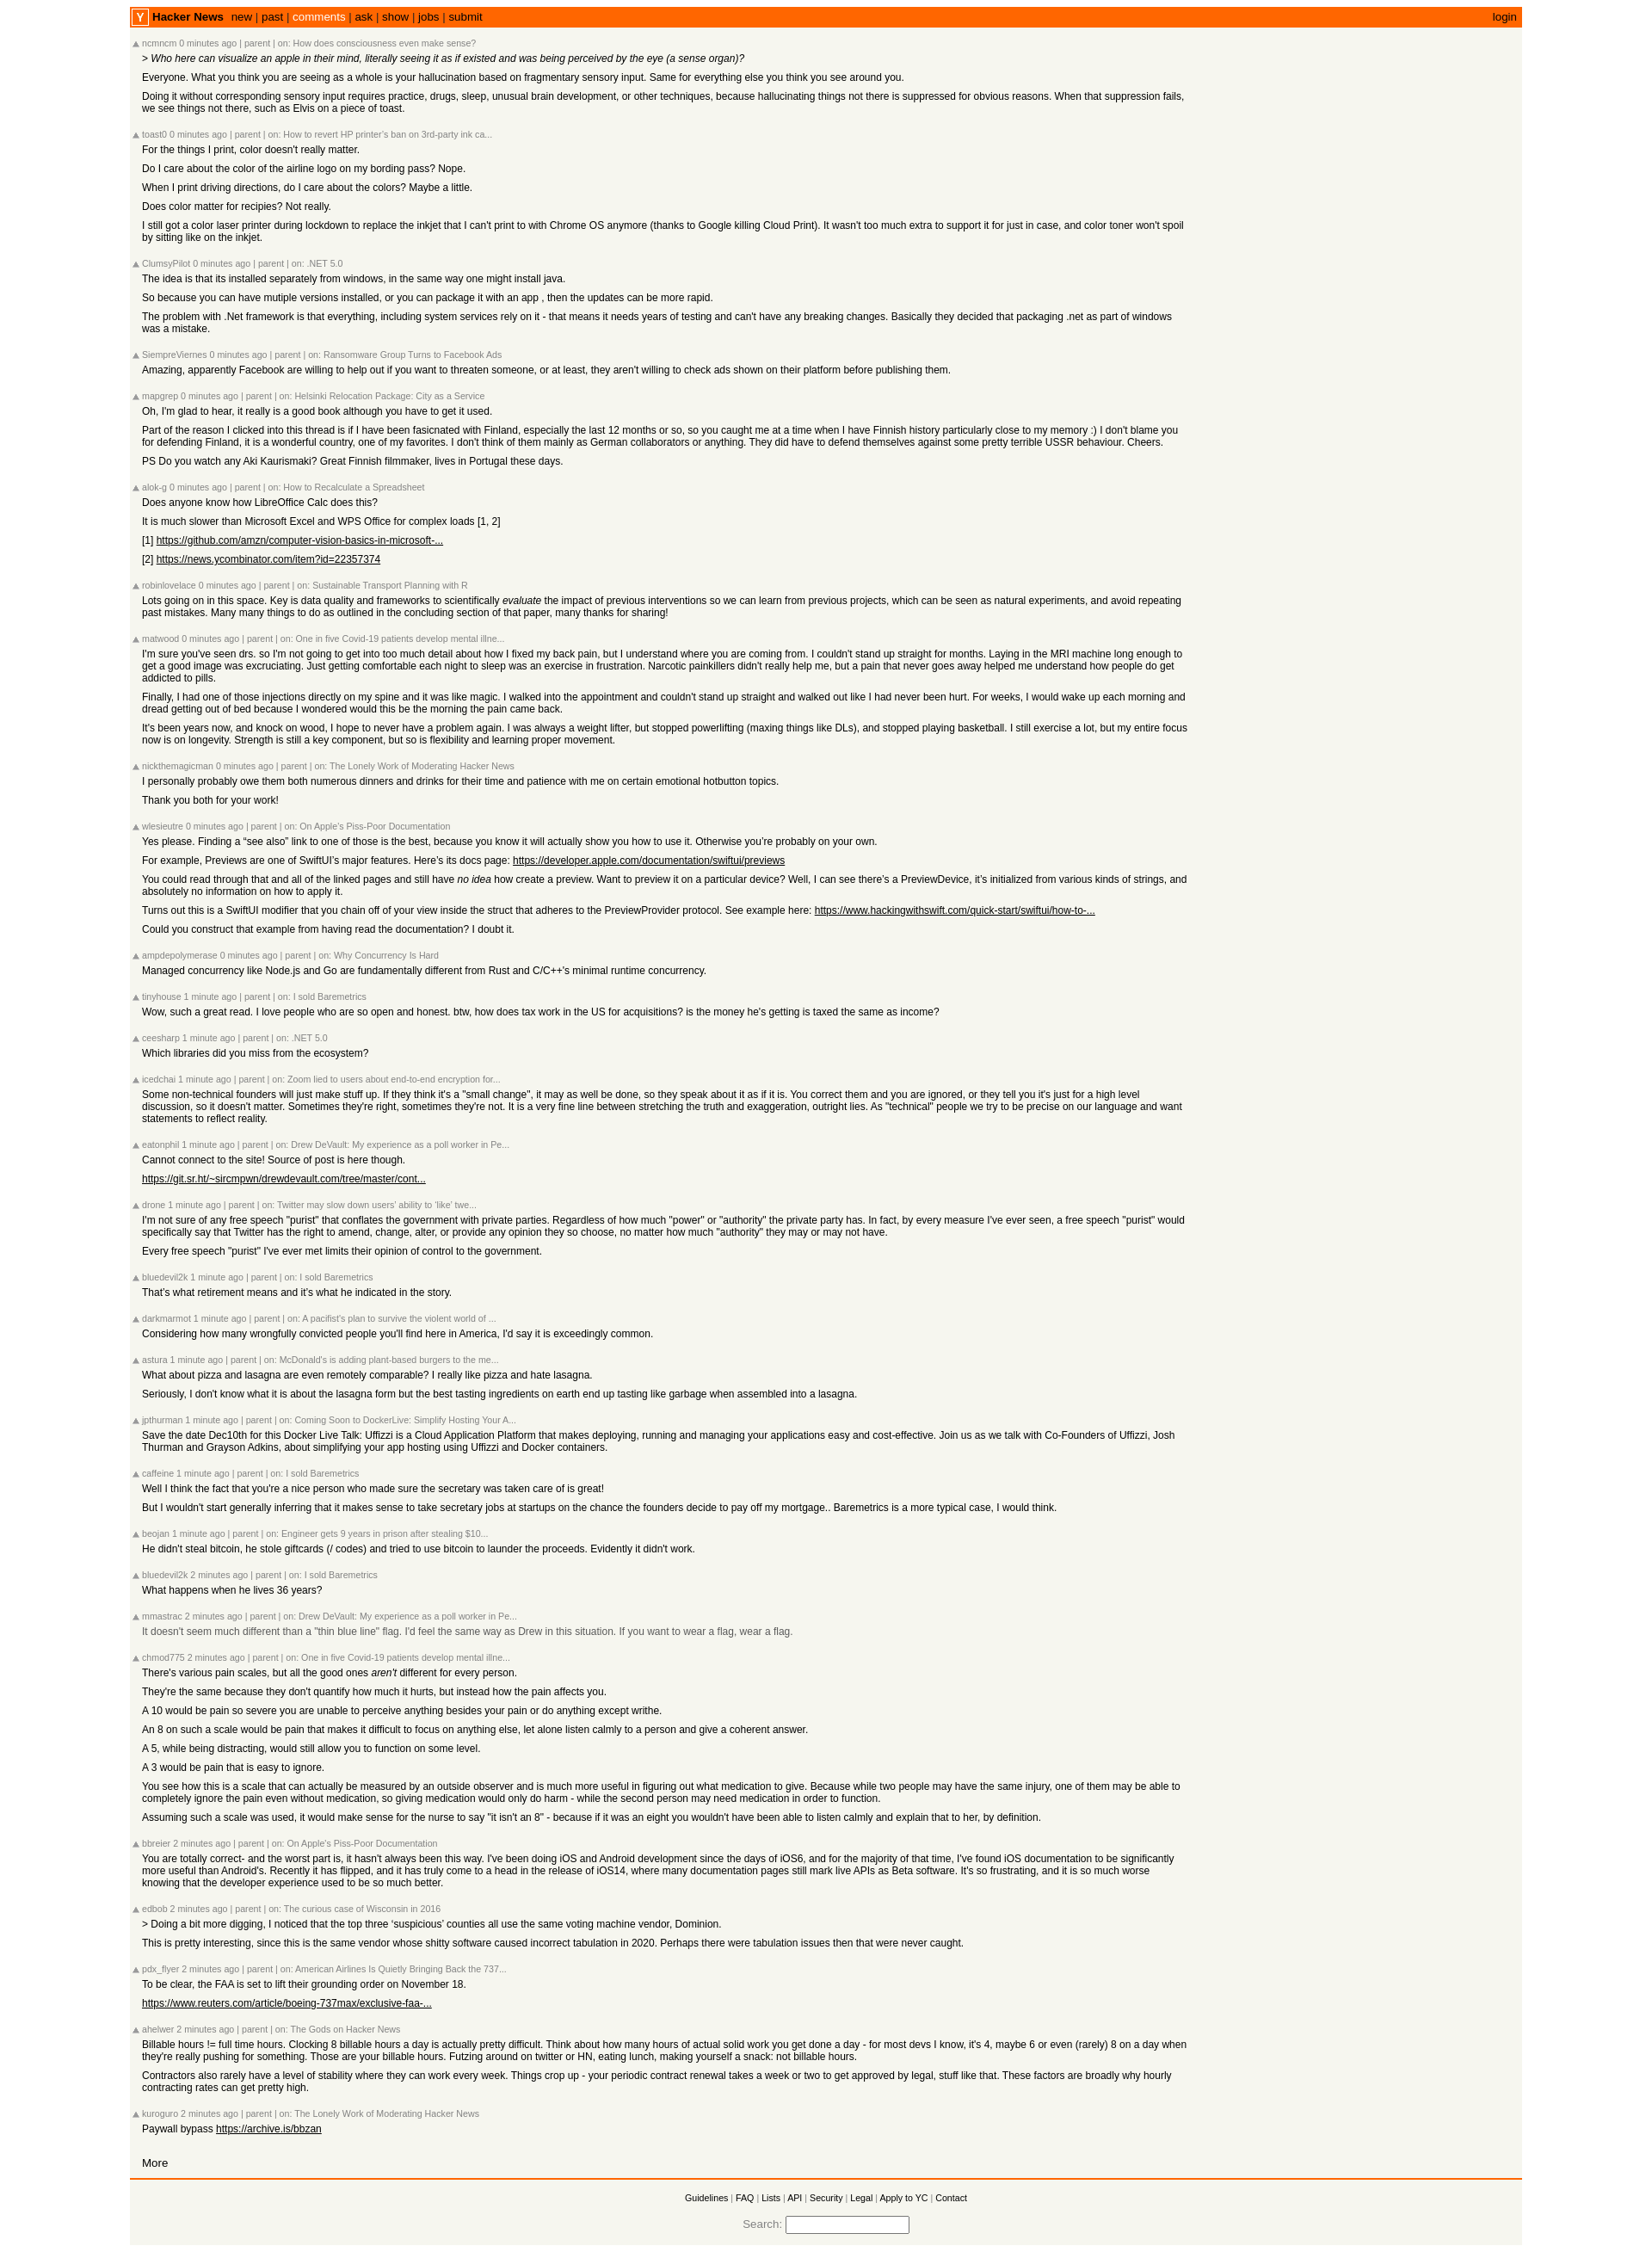 Y Hacker News new | past | comments | ask | show | jobs | submit login
ncmncm 0 minutes ago | parent | on: How does consciousness even make sense?
> Who here can visualize an apple in their mind, literally seeing it as if existed and was being perceived by the eye (a sense organ)?
Everyone. What you think you are seeing as a whole is your hallucination based on fragmentary sensory input. Same for everything else you think you see around you.
Doing it without corresponding sensory input requires practice, drugs, sleep, unusual brain development, or other techniques, because hallucinating things not there is suppressed for obvious reasons. When that suppression fails,
we see things not there, such as Elvis on a piece of toast.
toast0 0 minutes ago | parent | on: How to revert HP printer's ban on 3rd-party ink ca...
For the things I print, color doesn't really matter.
Do I care about the color of the airline logo on my bording pass? Nope.
When I print driving directions, do I care about the colors? Maybe a little.
Does color matter for recipies? Not really.
I still got a color laser printer during lockdown to replace the inkjet that I can't print to with Chrome OS anymore (thanks to Google killing Cloud Print). It wasn't too much extra to support it for just in case, and color toner won't spoil
by sitting like on the inkjet.
ClumsyPilot 0 minutes ago | parent | on: .NET 5.0
The idea is that its installed separately from windows, in the same way one might install java.
So because you can have mutiple versions installed, or you can package it with an app , then the updates can be more rapid.
The problem with .Net framework is that everything, including system services rely on it - that means it needs years of testing and can't have any breaking changes. Basically they decided that packaging .net as part of windows
was a mistake.
SiempreViernes 0 minutes ago | parent | on: Ransomware Group Turns to Facebook Ads
Amazing, apparently Facebook are willing to help out if you want to threaten someone, or at least, they aren't willing to check ads shown on their platform before publishing them.
mapgrep 0 minutes ago | parent | on: Helsinki Relocation Package: City as a Service
Oh, I'm glad to hear, it really is a good book although you have to get it used.
Part of the reason I clicked into this thread is if I have been fasicnated with Finland, especially the last 12 months or so, so you caught me at a time when I have Finnish history particularly close to my memory :) I don't blame you
for defending Finland, it is a wonderful country, one of my favorites. I don't think of them mainly as German collaborators or anything. They did have to defend themselves against some pretty terrible USSR behaviour. Cheers.
PS Do you watch any Aki Kaurismaki? Great Finnish filmmaker, lives in Portugal these days.
alok-g 0 minutes ago | parent | on: How to Recalculate a Spreadsheet
Does anyone know how LibreOffice Calc does this?
It is much slower than Microsoft Excel and WPS Office for complex loads [1, 2]
[1] https://github.com/amzn/computer-vision-basics-in-microsoft-...
[2] https://news.ycombinator.com/item?id=22357374
robinlovelace 0 minutes ago | parent | on: Sustainable Transport Planning with R
Lots going on in this space. Key is data quality and frameworks to scientifically evaluate the impact of previous interventions so we can learn from previous projects, which can be seen as natural experiments, and avoid repeating
past mistakes. Many many things to do as outlined in the concluding section of that paper, many thanks for sharing!
matwood 0 minutes ago | parent | on: One in five Covid-19 patients develop mental illne...
I'm sure you've seen drs. so I'm not going to get into too much detail about how I fixed my back pain, but I understand where you are coming from. I couldn't stand up straight for months. Laying in the MRI machine long enough to
get a good image was excruciating. Just getting comfortable each night to sleep was an exercise in frustration. Narcotic painkillers didn't really help me, but a pain that never goes away helped me understand how people do get
addicted to pills.
Finally, I had one of those injections directly on my spine and it was like magic. I walked into the appointment and couldn't stand up straight and walked out like I had never been hurt. For weeks, I would wake up each morning and
dread getting out of bed because I wondered would this be the morning the pain came back.
It's been years now, and knock on wood, I hope to never have a problem again. I was always a weight lifter, but stopped powerlifting (maxing things like DLs), and stopped playing basketball. I still exercise a lot, but my entire focus
now is on longevity. Strength is still a key component, but so is flexibility and learning proper movement.
nickthemagicman 0 minutes ago | parent | on: The Lonely Work of Moderating Hacker News
I personally probably owe them both numerous dinners and drinks for their time and patience with me on certain emotional hotbutton topics.
Thank you both for your work!
wlesieutre 0 minutes ago | parent | on: On Apple's Piss-Poor Documentation
Yes please. Finding a “see also” link to one of those is the best, because you know it will actually show you how to use it. Otherwise you’re probably on your own.
For example, Previews are one of SwiftUI’s major features. Here’s its docs page: https://developer.apple.com/documentation/swiftui/previews
You could read through that and all of the linked pages and still have no idea how create a preview. Want to preview it on a particular device? Well, I can see there’s a PreviewDevice, it’s initialized from various kinds of strings, and
absolutely no information on how to apply it.
Turns out this is a SwiftUI modifier that you chain off of your view inside the struct that adheres to the PreviewProvider protocol. See example here: https://www.hackingwithswift.com/quick-start/swiftui/how-to-...
Could you construct that example from having read the documentation? I doubt it.
ampdepolymerase 0 minutes ago | parent | on: Why Concurrency Is Hard
Managed concurrency like Node.js and Go are fundamentally different from Rust and C/C++'s minimal runtime concurrency.
tinyhouse 1 minute ago | parent | on: I sold Baremetrics
Wow, such a great read. I love people who are so open and honest. btw, how does tax work in the US for acquisitions? is the money he's getting is taxed the same as income?
ceesharp 1 minute ago | parent | on: .NET 5.0
Which libraries did you miss from the ecosystem?
icedchai 1 minute ago | parent | on: Zoom lied to users about end-to-end encryption for...
Some non-technical founders will just make stuff up. If they think it's a "small change", it may as well be done, so they speak about it as if it is. You correct them and you are ignored, or they tell you it's just for a high level
discussion, so it doesn't matter. Sometimes they're right, sometimes they're not. It is a very fine line between stretching the truth and exaggeration, outright lies. As "technical" people we try to be precise on our language and want
statements to reflect reality.
eatonphil 1 minute ago | parent | on: Drew DeVault: My experience as a poll worker in Pe...
Cannot connect to the site! Source of post is here though.
https://git.sr.ht/~sircmpwn/drewdevault.com/tree/master/cont...
drone 1 minute ago | parent | on: Twitter may slow down users' ability to 'like' twe...
I'm not sure of any free speech "purist" that conflates the government with private parties. Regardless of how much "power" or "authority" the private party has. In fact, by every measure I've ever seen, a free speech "purist" would
specifically say that Twitter has the right to amend, change, alter, or provide any opinion they so choose, no matter how much "authority" they may or may not have.
Every free speech "purist" I've ever met limits their opinion of control to the government.
bluedevil2k 1 minute ago | parent | on: I sold Baremetrics
That’s what retirement means and it’s what he indicated in the story.
darkmarmot 1 minute ago | parent | on: A pacifist's plan to survive the violent world of ...
Considering how many wrongfully convicted people you'll find here in America, I'd say it is exceedingly common.
astura 1 minute ago | parent | on: McDonald's is adding plant-based burgers to the me...
What about pizza and lasagna are even remotely comparable? I really like pizza and hate lasagna.
Seriously, I don't know what it is about the lasagna form but the best tasting ingredients on earth end up tasting like garbage when assembled into a lasagna.
jpthurman 1 minute ago | parent | on: Coming Soon to DockerLive: Simplify Hosting Your A...
Save the date Dec10th for this Docker Live Talk: Uffizzi is a Cloud Application Platform that makes deploying, running and managing your applications easy and cost-effective. Join us as we talk with Co-Founders of Uffizzi, Josh
Thurman and Grayson Adkins, about simplifying your app hosting using Uffizzi and Docker containers.
caffeine 1 minute ago | parent | on: I sold Baremetrics
Well I think the fact that you're a nice person who made sure the secretary was taken care of is great!
But I wouldn't start generally inferring that it makes sense to take secretary jobs at startups on the chance the founders decide to pay off my mortgage.. Baremetrics is a more typical case, I would think.
beojan 1 minute ago | parent | on: Engineer gets 9 years in prison after stealing $10...
He didn't steal bitcoin, he stole giftcards (/ codes) and tried to use bitcoin to launder the proceeds. Evidently it didn't work.
bluedevil2k 2 minutes ago | parent | on: I sold Baremetrics
What happens when he lives 36 years?
mmastrac 2 minutes ago | parent | on: Drew DeVault: My experience as a poll worker in Pe...
It doesn't seem much different than a "thin blue line" flag. I'd feel the same way as Drew in this situation. If you want to wear a flag, wear a flag.
chmod775 2 minutes ago | parent | on: One in five Covid-19 patients develop mental illne...
There's various pain scales, but all the good ones aren't different for every person.
They're the same because they don't quantify how much it hurts, but instead how the pain affects you.
A 10 would be pain so severe you are unable to perceive anything besides your pain or do anything except writhe.
An 8 on such a scale would be pain that makes it difficult to focus on anything else, let alone listen calmly to a person and give a coherent answer.
A 5, while being distracting, would still allow you to function on some level.
A 3 would be pain that is easy to ignore.
You see how this is a scale that can actually be measured by an outside observer and is much more useful in figuring out what medication to give. Because while two people may have the same injury, one of them may be able to
completely ignore the pain even without medication, so giving medication would only do harm - while the second person may need medication in order to function.
Assuming such a scale was used, it would make sense for the nurse to say "it isn't an 8" - because if it was an eight you wouldn't have been able to listen calmly and explain that to her, by definition.
bbreier 2 minutes ago | parent | on: On Apple's Piss-Poor Documentation
You are totally correct- and the worst part is, it hasn't always been this way. I've been doing iOS and Android development since the days of iOS6, and for the majority of that time, I've found iOS documentation to be significantly
more useful than Android's. Recently it has flipped, and it has truly come to a head in the release of iOS14, where many documentation pages still mark live APIs as Beta software. It's so frustrating, and it is so much worse
knowing that the developer experience used to be so much better.
edbob 2 minutes ago | parent | on: The curious case of Wisconsin in 2016
> Doing a bit more digging, I noticed that the top three ‘suspicious’ counties all use the same voting machine vendor, Dominion.
This is pretty interesting, since this is the same vendor whose shitty software caused incorrect tabulation in 2020. Perhaps there were tabulation issues then that were never caught.
pdx_flyer 2 minutes ago | parent | on: American Airlines Is Quietly Bringing Back the 737...
To be clear, the FAA is set to lift their grounding order on November 18.
https://www.reuters.com/article/boeing-737max/exclusive-faa-...
ahelwer 2 minutes ago | parent | on: The Gods on Hacker News
Billable hours != full time hours. Clocking 8 billable hours a day is actually pretty difficult. Think about how many hours of actual solid work you get done a day - for most devs I know, it's 4, maybe 6 or even (rarely) 8 on a day when
they're really pushing for something. Those are your billable hours. Futzing around on twitter or HN, eating lunch, making yourself a snack: not billable hours.
Contractors also rarely have a level of stability where they can work every week. Things crop up - your periodic contract renewal takes a week or two to get approved by legal, stuff like that. These factors are broadly why hourly
contracting rates can get pretty high.
kuroguro 2 minutes ago | parent | on: The Lonely Work of Moderating Hacker News
Paywall bypass https://archive.is/bbzan
More
Guidelines | FAQ | Lists | API | Security | Legal | Apply to YC | Contact
Search: